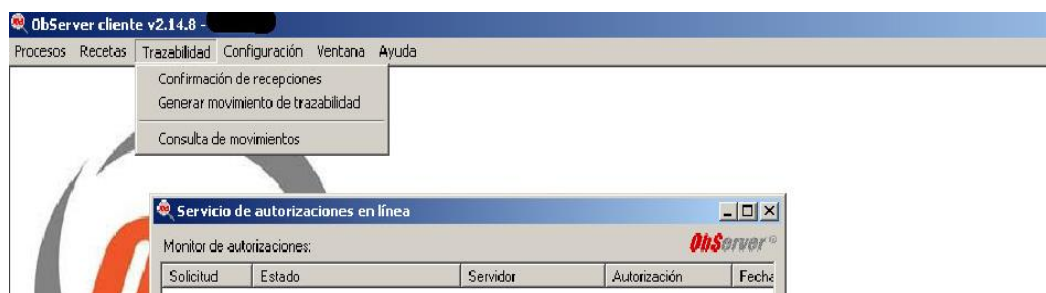 ObServer cliente v2.14.8 -
Procesos Recetas Trazabilidad Configuración Ventana Ayuda
Confirmación de recepciones
Generar movimiento de trazabilidad
Consulta de movimientos
Servicio de autorizaciones en línea
Monitor de autorizaciones:
ObServer ®
Solicitud Estado Servidor Autorización Fecha